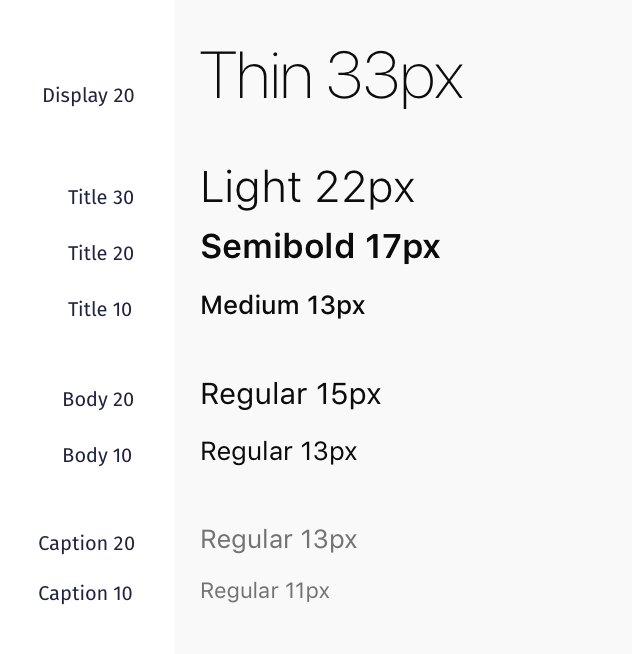 Display 20 Thin 33px
Title 30 Light 22px
Title 20 Semibold 17px
Title 10 Medium 13px
Body 20 Regular 15px
Body 10 Regular 13px
Caption 20 Regular 13px
Caption 10 Regular 11px